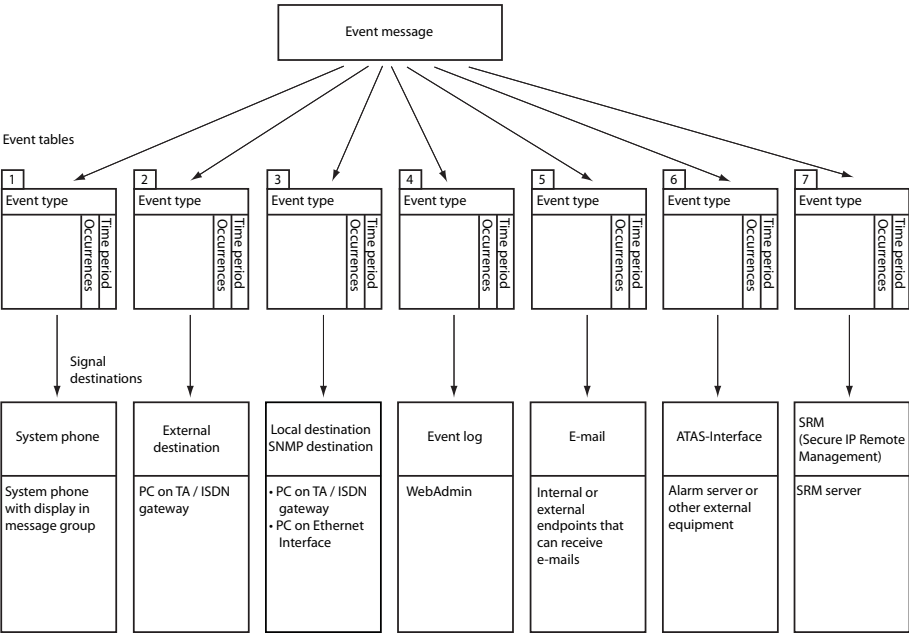 Event message
Event tables
1
Event type
Occurrences
Time period
2
Event type
Occurrences
Time period
3
Event type
Occurrences
Time period
4
Event type
Occurrences
Time period
5
Event type
Occurrences
Time period
6
Event type
Occurrences
Time period
7
Event type
Occurrences
Time period
Signal
destinations
System phone
System phone
with display in
message group
External
destination
PC on TA / ISDN
gateway
Local destination
SNMP destination
• PC on TA / ISDN
gateway
• PC on Ethernet
Interface
Event log
WebAdmin
E-mail
Internal or
external
endpoints that
can receive
e-mails
ATAS-Interface
Alarm server or
other external
equipment
SRM
(Secure IP Remote
Management)
SRM server